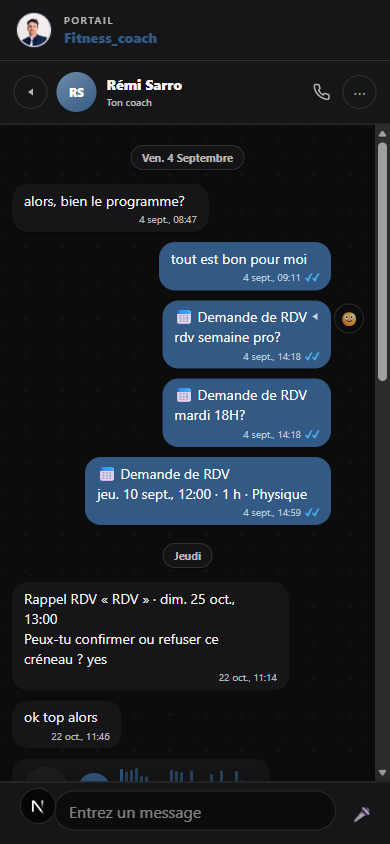 PORTAIL
Fitness_coach
RS
Rémi Sarro
Ton coach
...
Ven. 4 Septembre
alors, bien le programme?
4 sept., 08:47
tout est bon pour moi
4 sept., 09:11
Demande de RDV
rdv semaine pro?
4 sept., 14:18
Demande de RDV
mardi 18H?
4 sept., 14:18
Demande de RDV
jeu. 10 sept., 12:00 · 1 h · Physique
4 sept., 14:59
Jeudi
Rappel RDV « RDV » · dim. 25 oct.,
13:00
Peux-tu confirmer ou refuser ce
créneau ? yes
22 oct., 11:14
ok top alors
22 oct., 11:46
N
Entrez un message